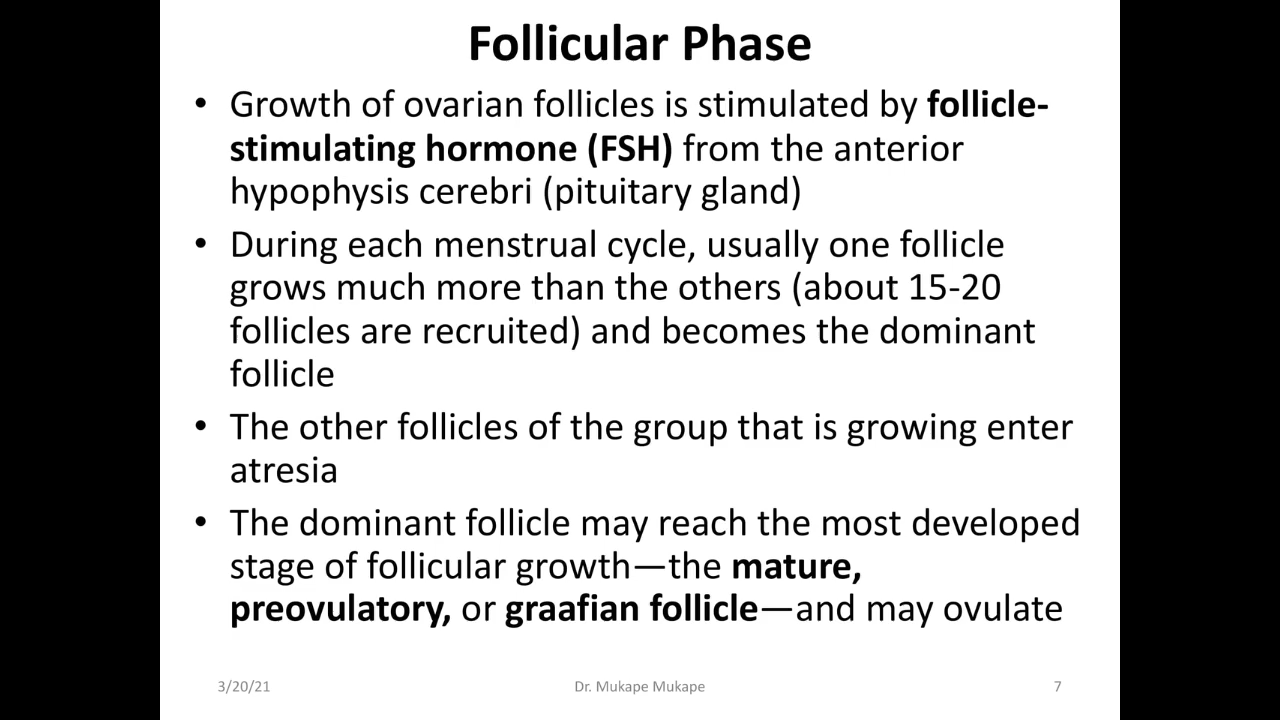 Follicular Phase
• Growth of ovarian follicles is stimulated by follicle-
stimulating hormone (FSH) from the anterior
hypophysis cerebri (pituitary gland)
• During each menstrual cycle, usually one follicle
grows much more than the others (about 15-20
follicles are recruited) and becomes the dominant
follicle
• The other follicles of the group that is growing enter
atresia
• The dominant follicle may reach the most developed
stage of follicular growth—the mature,
preovulatory, or graafian follicle—and may ovulate
3/20/21 Dr. Mukape Mukape 7